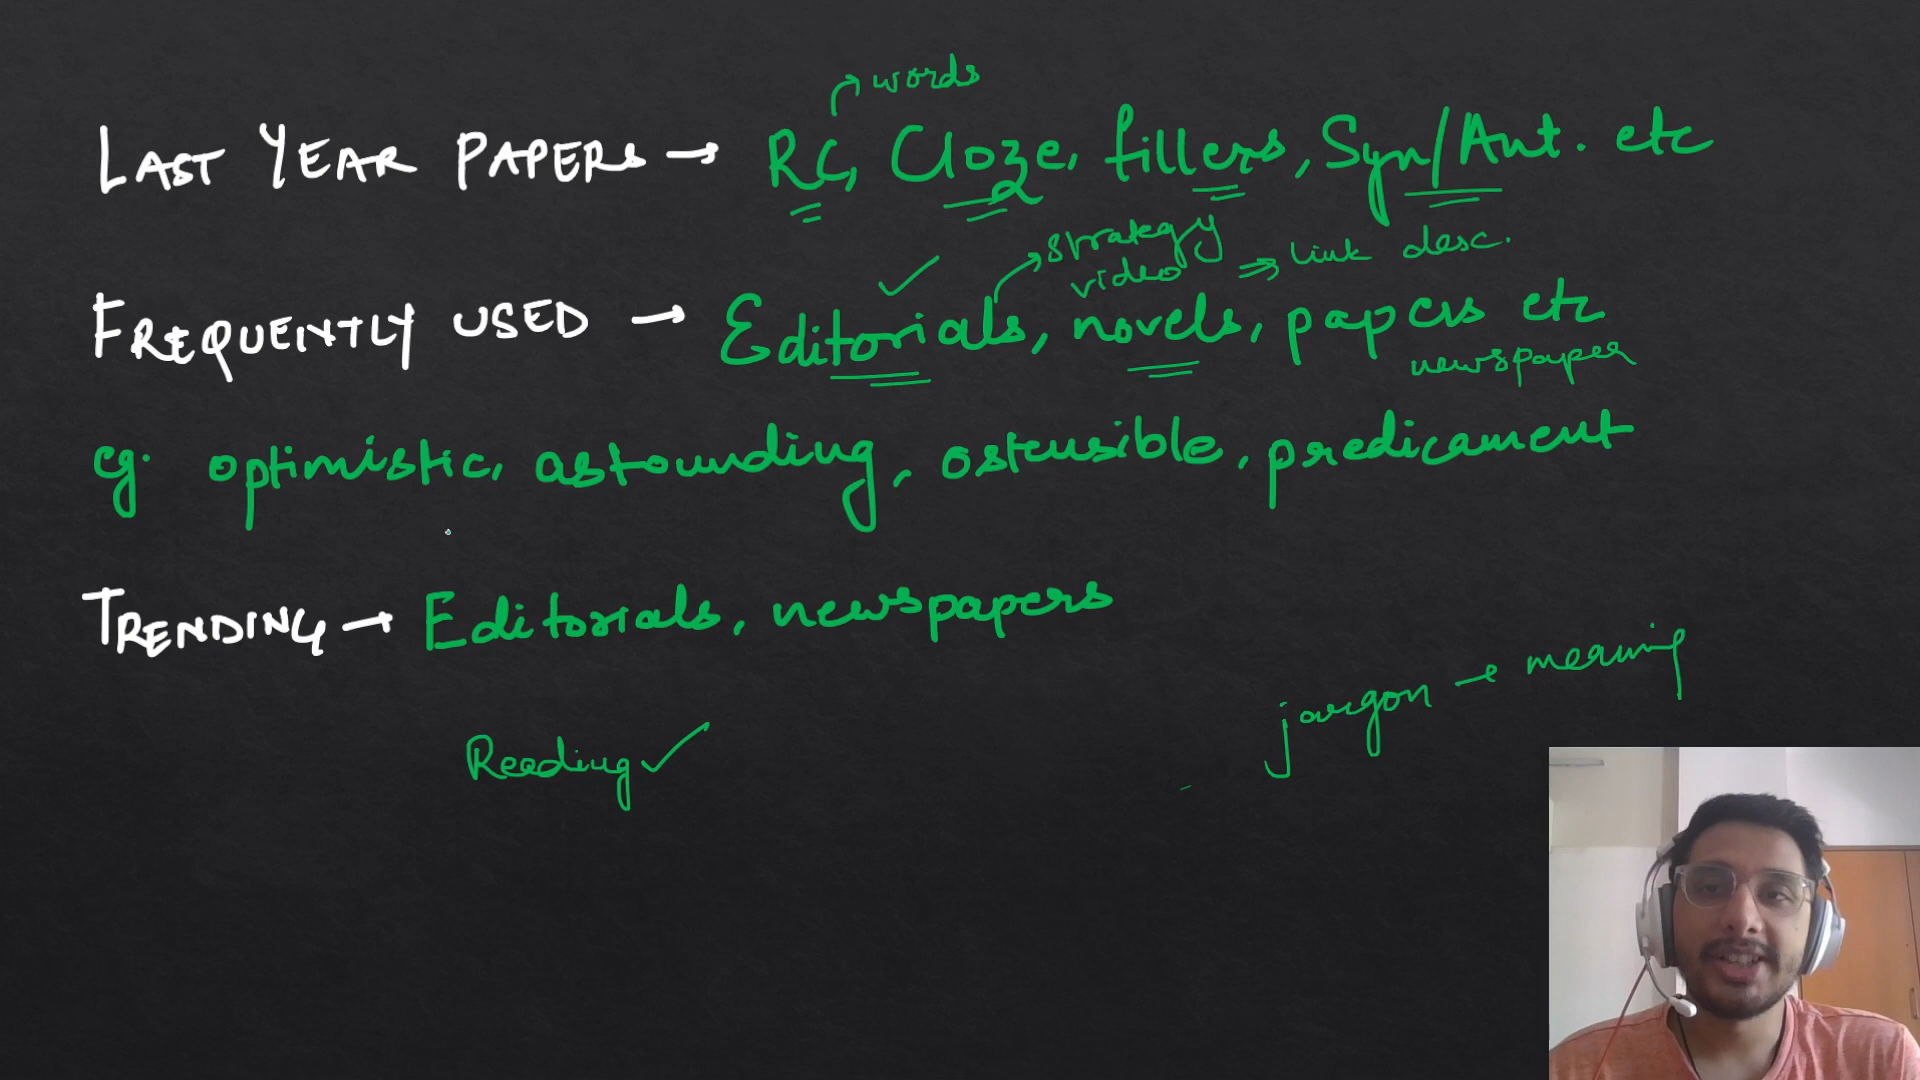 words
LAST YEAR PAPERS → RC, Cloze, fillers, Syn/Ant. etc
strategy video ⇒ link desc.
FREQUENTLY USED → Editorials, novels, papers etc
newspaper
eg. optimistic, astounding, ostensible, predicament
TRENDING → Editorials, newspapers
jargon → meaning
Reading ✓